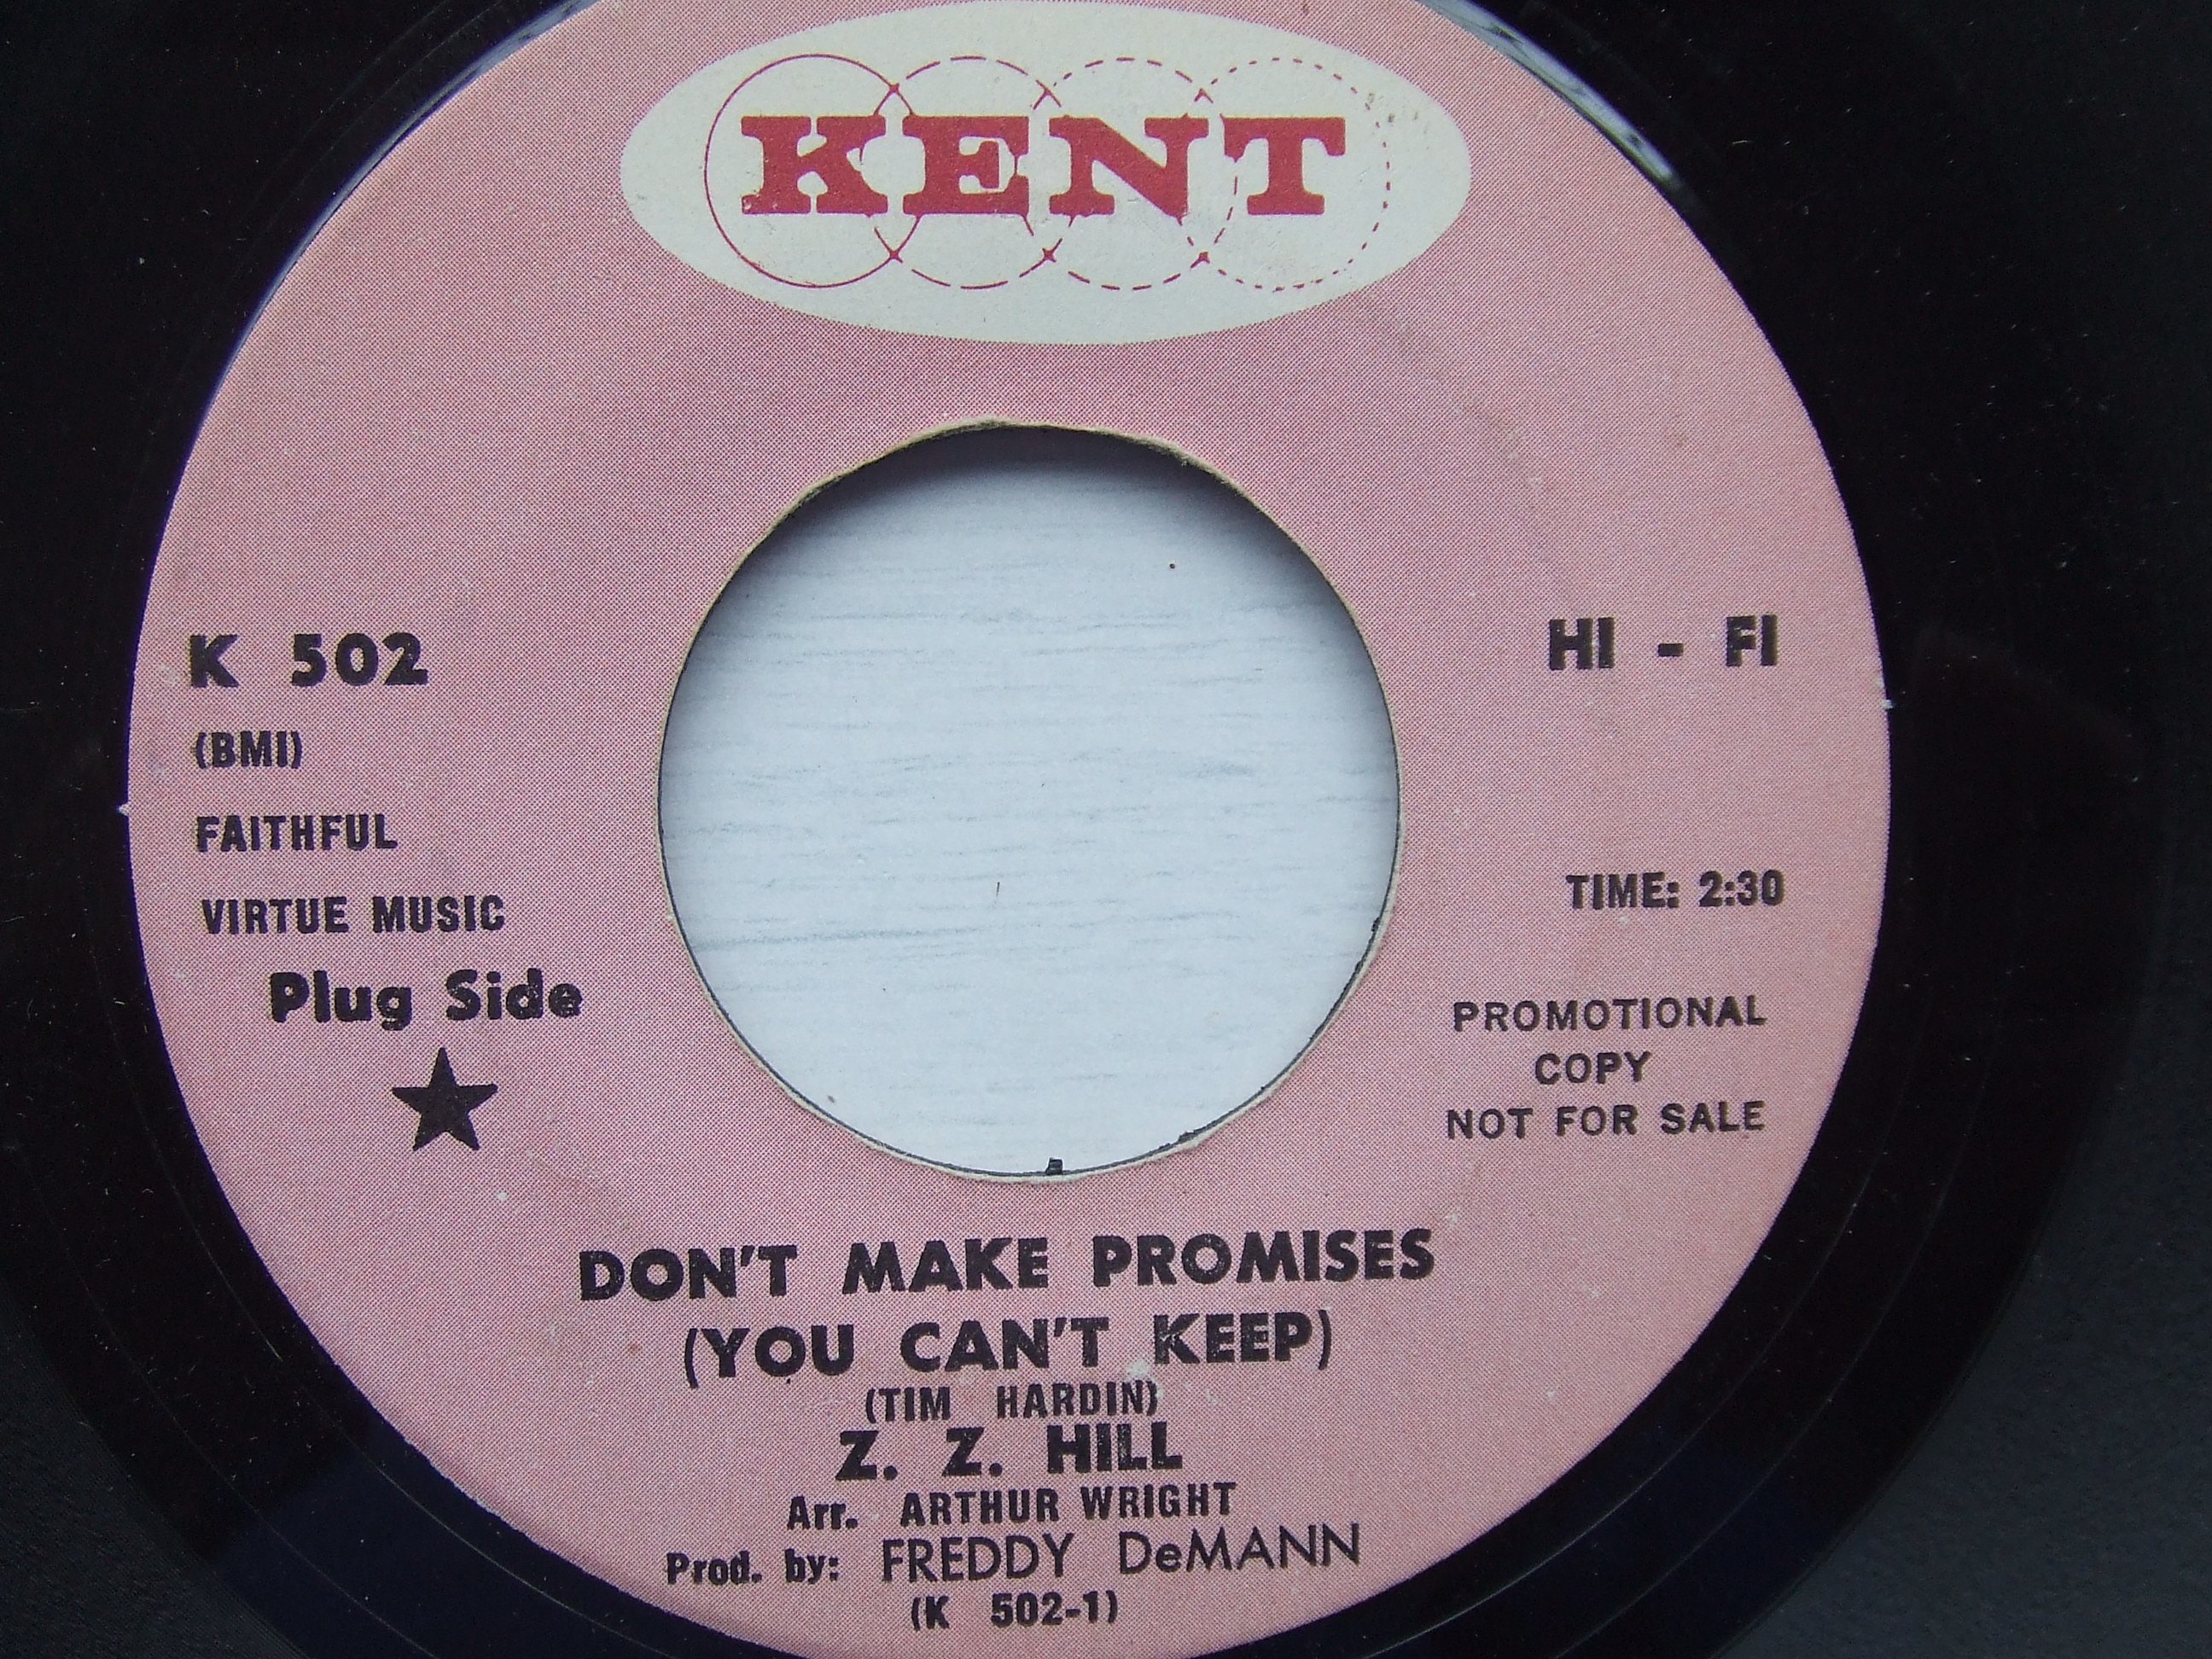 KENT
K 502
HI - FI
(BMI)
FAITHFUL
VIRTUE MUSIC
TIME: 2:30
Plug Side
PROMOTIONAL
COPY
NOT FOR SALE
DON'T MAKE PROMISES
(YOU CAN'T KEEP)
(TIM HARDIN)
Z. Z. HILL
Arr. ARTHUR WRIGHT
Prod. by: FREDDY DeMANN
(K 502-1)